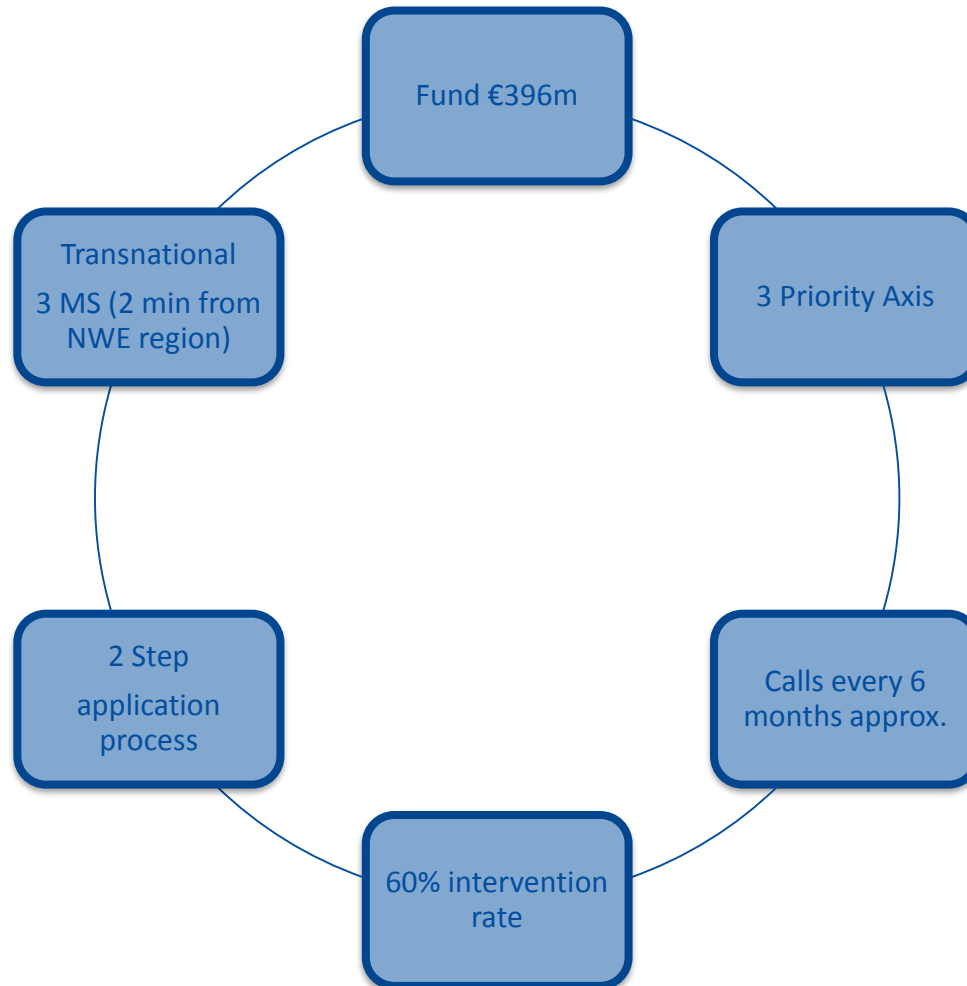 Fund €396m
Transnational
3 MS (2 min from
NWE region)
3 Priority Axis
2 Step
application
process
Calls every 6
months approx.
60% intervention
rate